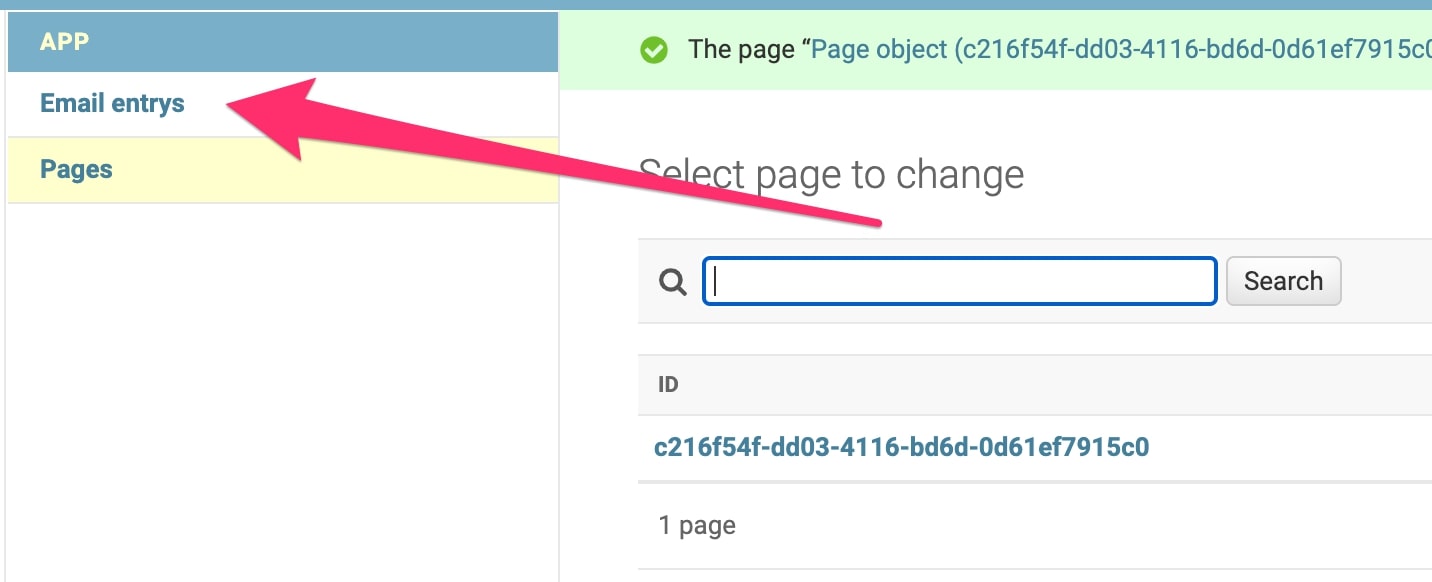 APP
Email entrys
Pages
The page “Page object (c216f54f-dd03-4116-bd6d-0d61ef7915c0
Select page to change
Search
ID
c216f54f-dd03-4116-bd6d-0d61ef7915c0
1 page